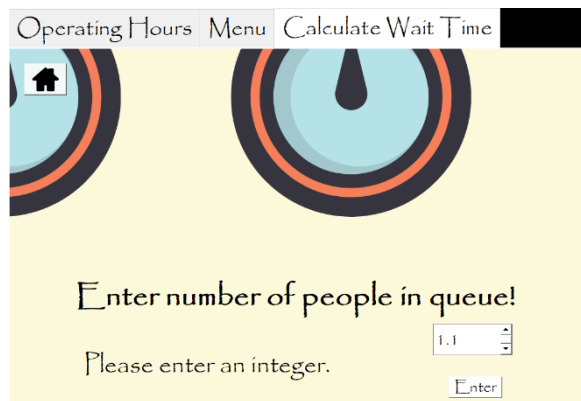 Operating Hours Menu Calculate Wait Time
Enter number of people in queue!
1.1
Please enter an integer.
Enter